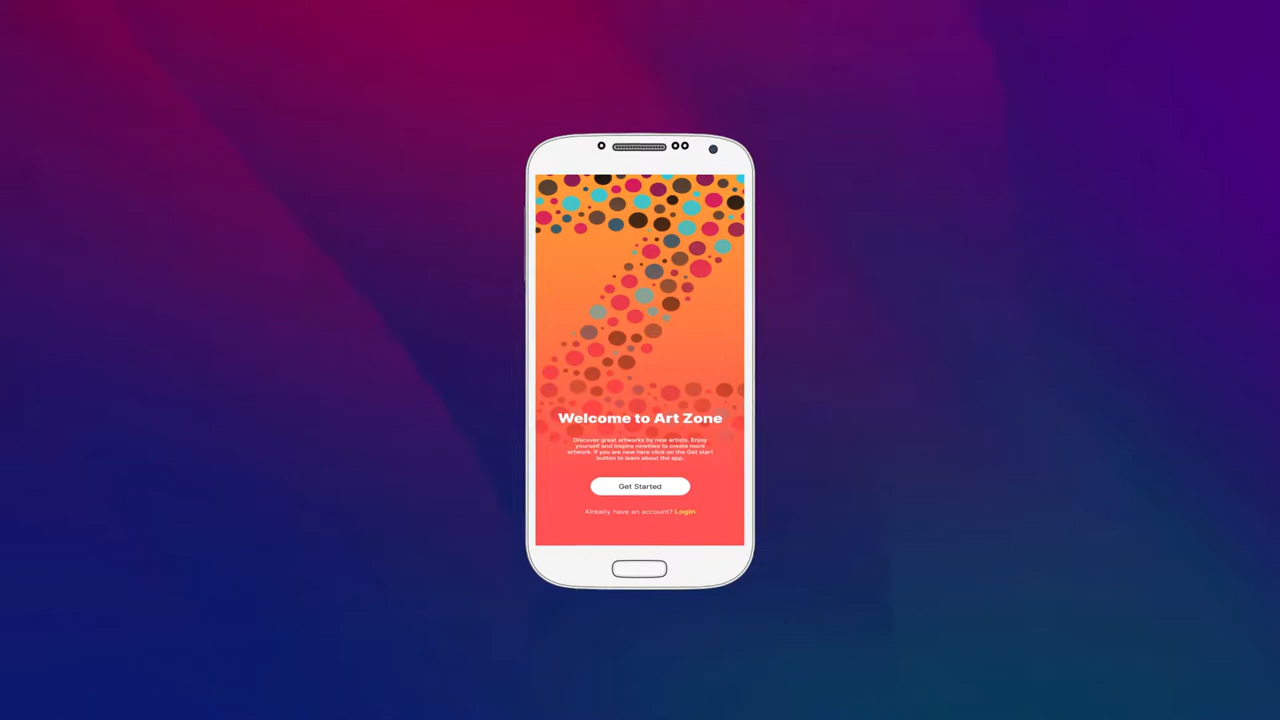 Welcome to Art Zone
Discover great artworks by new artists. Enjoy
yourself and inspire newbies to create more
artwork. If you are new here click on the Get start
button to learn about the app.
Get Started
Already have an account? Login